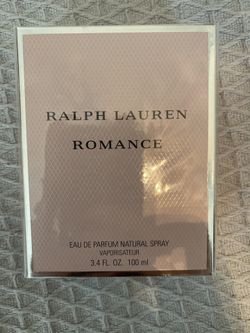 RALPH LAUREN
ROMANCE
EAU DE PARFUM NATURAL SPRAY
VAPORISATEUR
3.4 FL. OZ. 100 ml